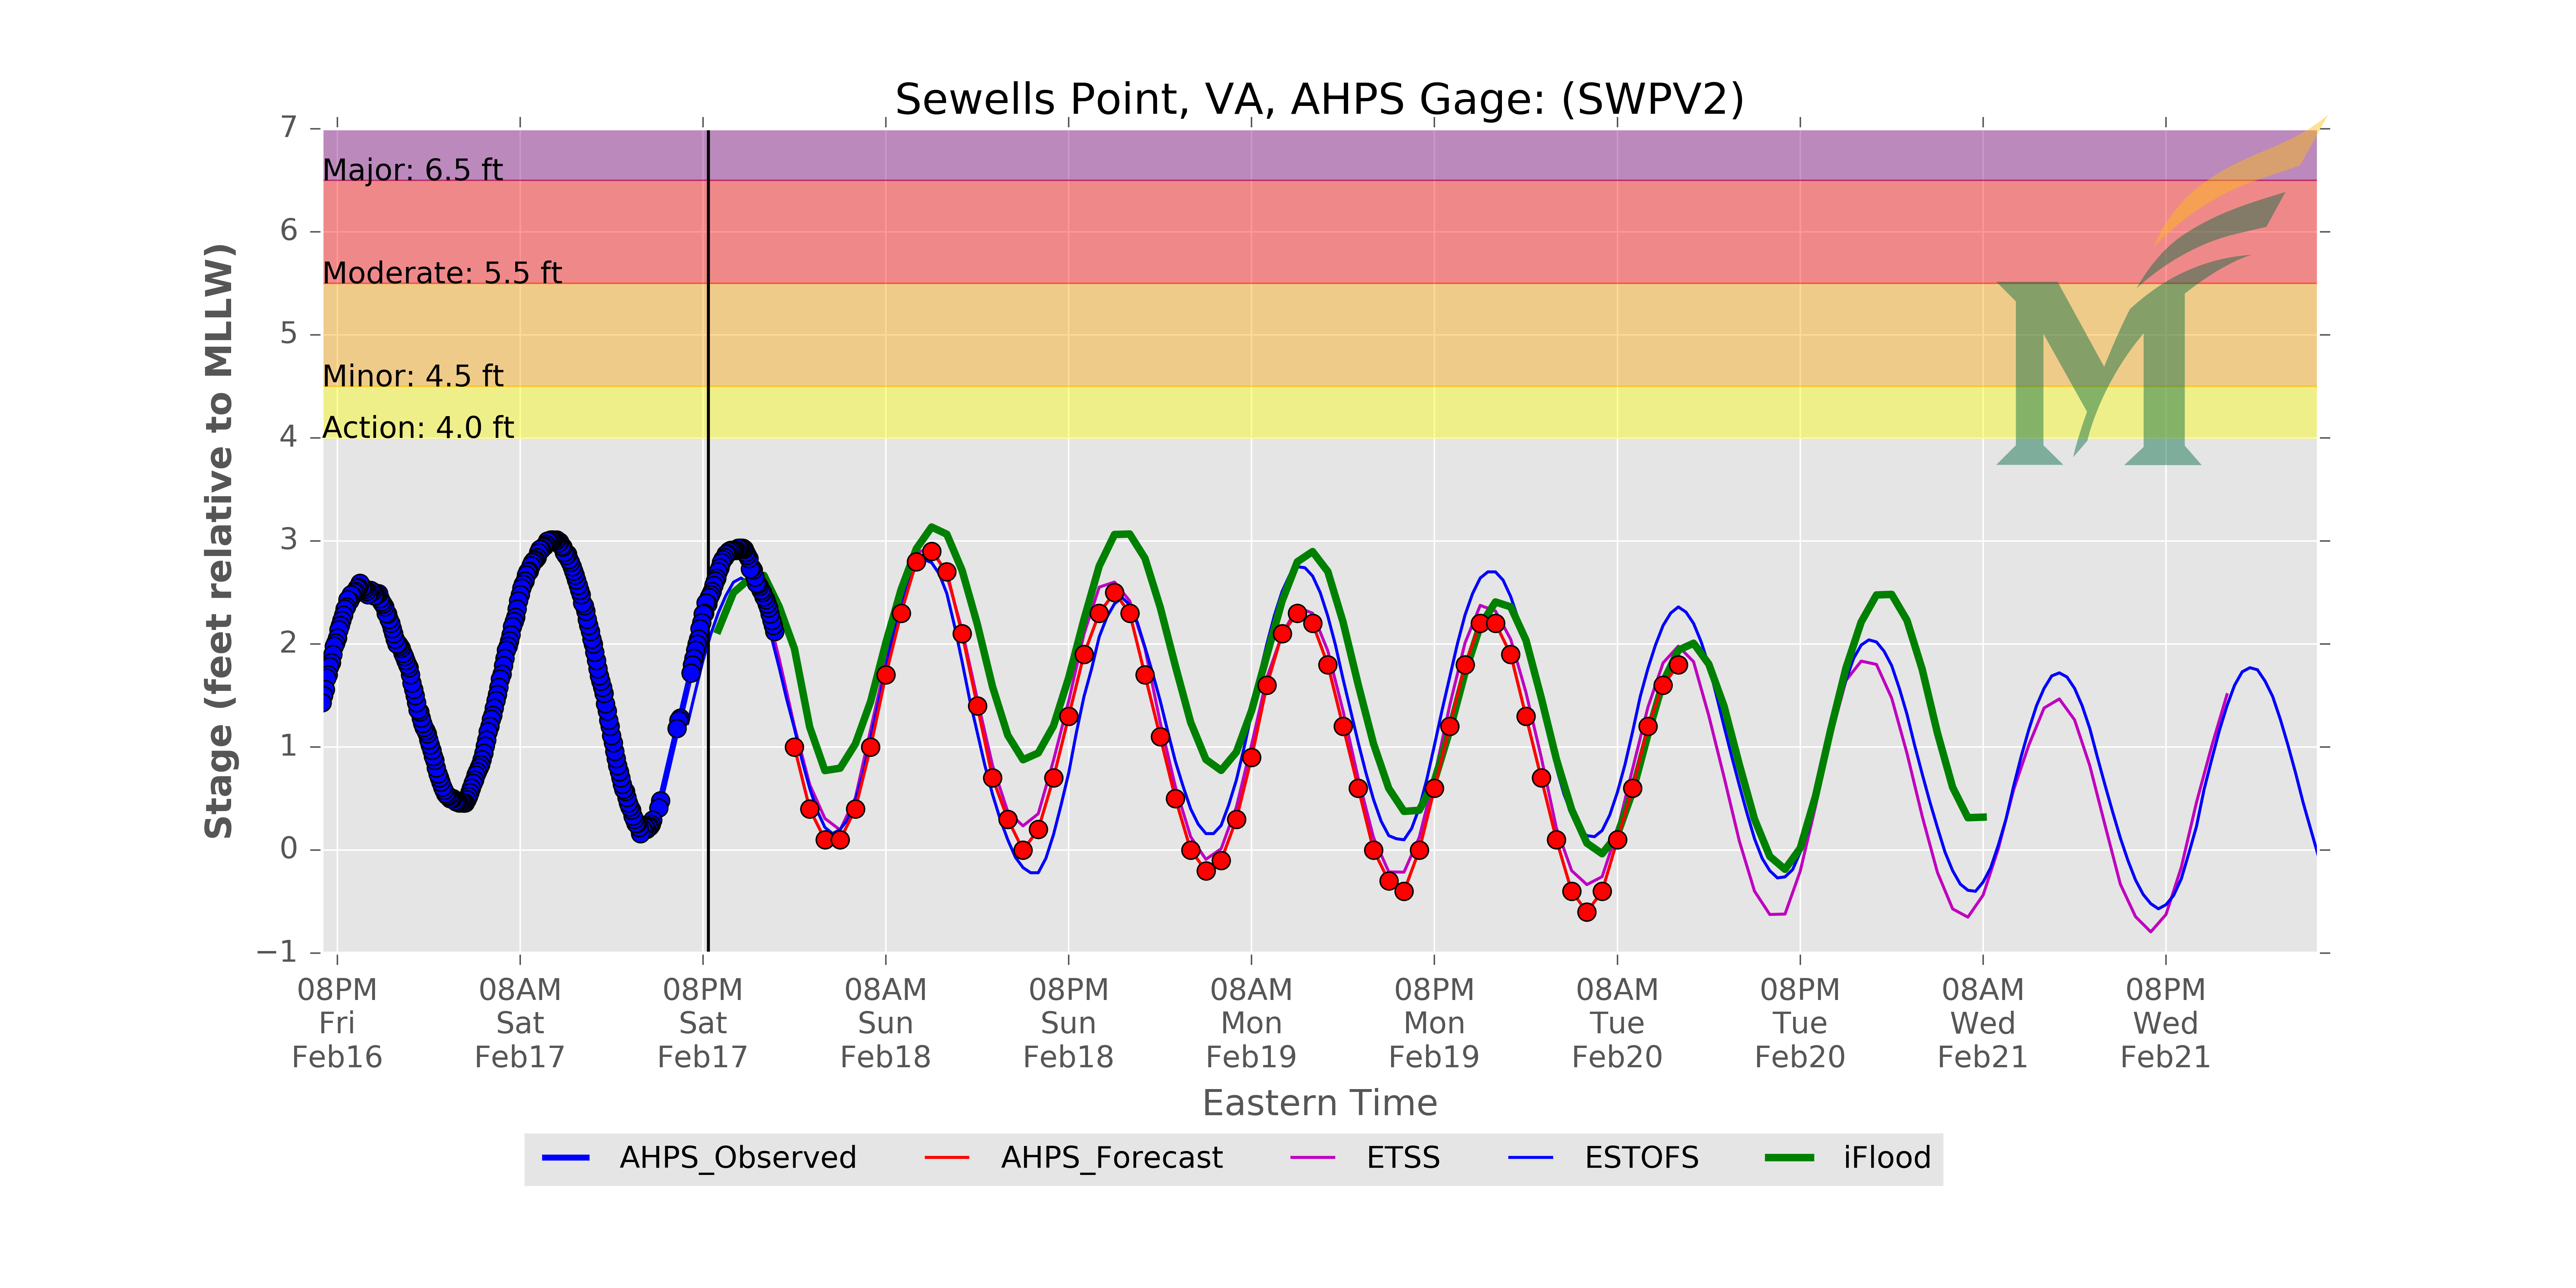 Sewells Point, VA, AHPS Gage: (SWPV2)
7
Major: 6.5 ft
6
Moderate: 5.5 ft
5
Minor: 4.5 ft
Action: 4.0 ft
4
3
2
1
0
−1
Stage (feet relative to MLLW)
08PM 08AM 08PM 08AM 08PM 08AM 08PM 08AM 08PM 08AM 08PM
Fri Sat Sat Sun Sun Mon Mon Tue Tue Wed Wed
Feb16 Feb17 Feb17 Feb18 Feb18 Feb19 Feb19 Feb20 Feb20 Feb21 Feb21
Eastern Time
AHPS_Observed AHPS_Forecast ETSS ESTOFS iFlood
M